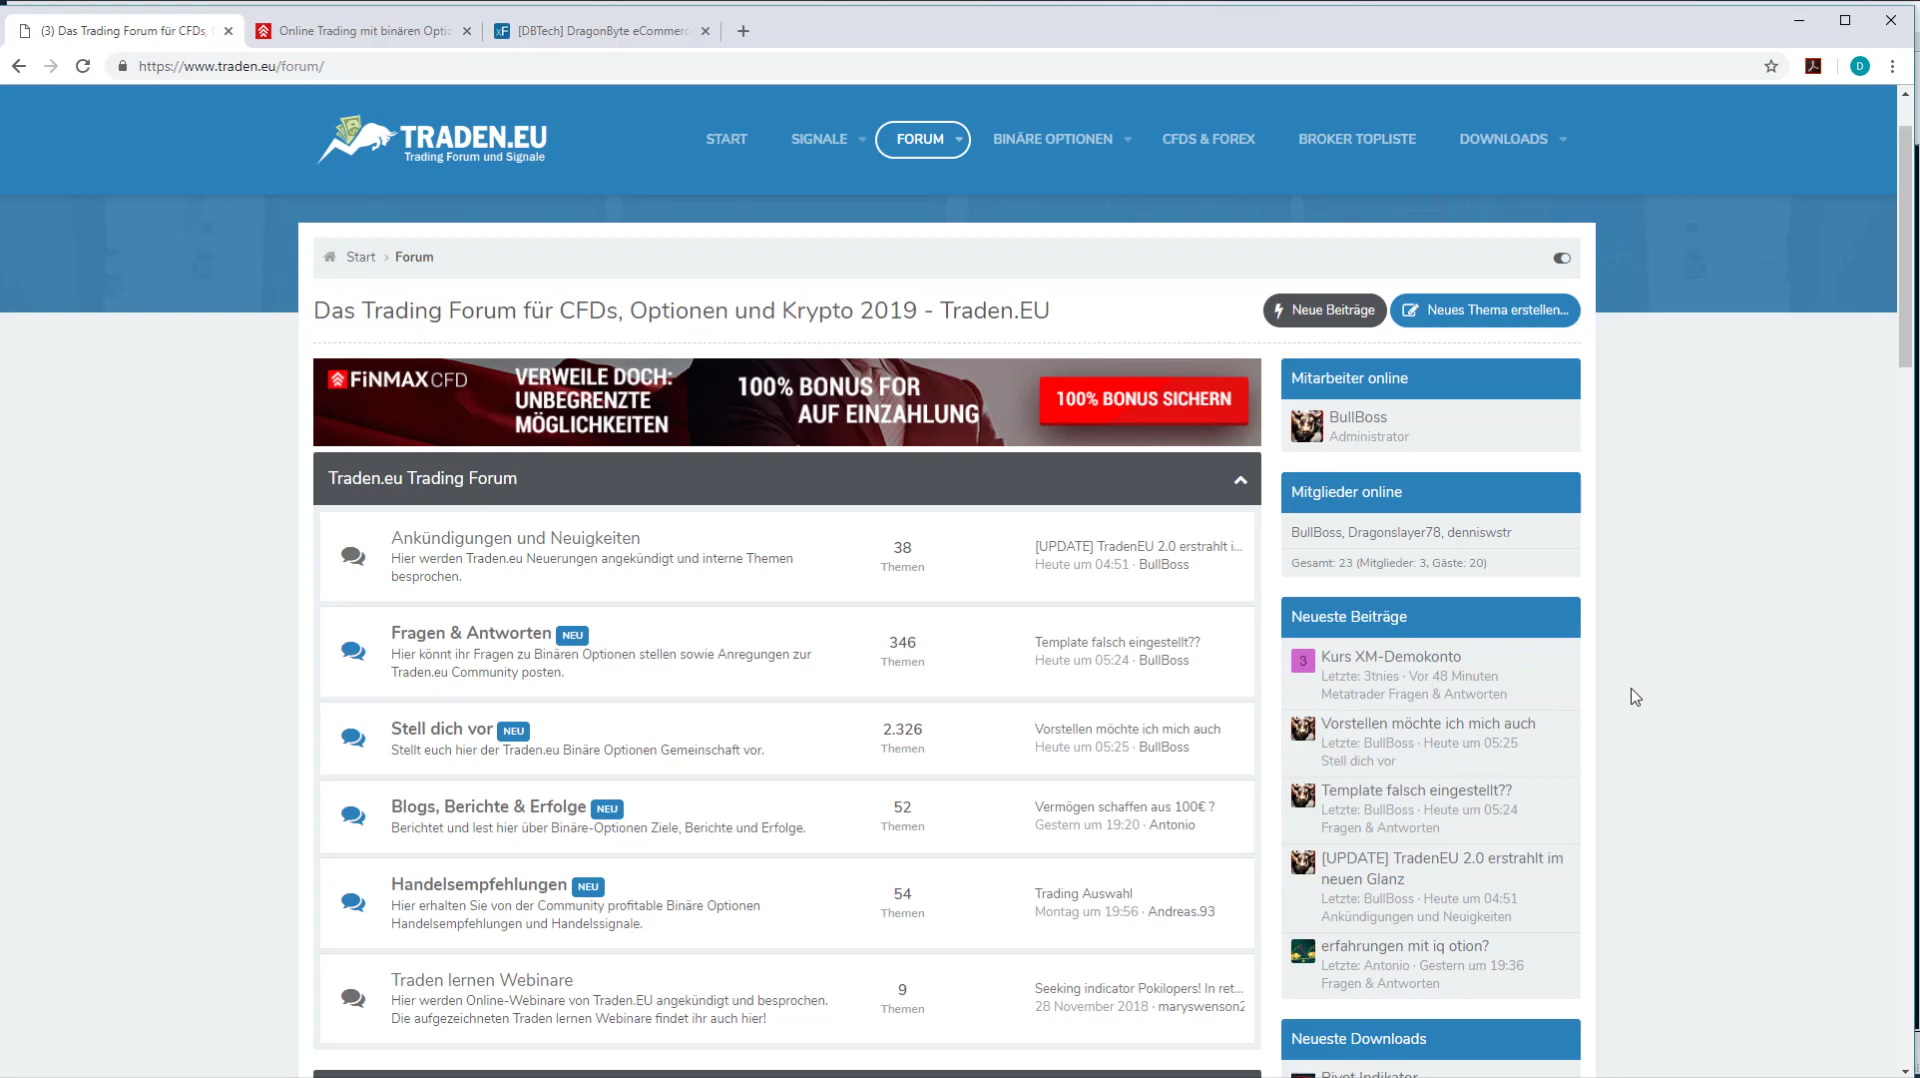 (3) Das Trading Forum für CFDs,
Online Trading mit binären Optio
[DBTech] DragonByte eCommerc
https://www.traden.eu/forum/
D
TRADEN.EU
Trading Forum und Signale
START
SIGNALE
FORUM
BINÄRE OPTIONEN
CFDS & FOREX
BROKER TOPLISTE
DOWNLOADS
Start › Forum
Das Trading Forum für CFDs, Optionen und Krypto 2019 - Traden.EU
Neue Beiträge
Neues Thema erstellen...
FiNMAXCFD
VERWEILE DOCH:
UNBEGRENZTE
MÖGLICHKEITEN
100% BONUS FOR
AUF EINZAHLUNG
100% BONUS SICHERN
Traden.eu Trading Forum
Ankündigungen und Neuigkeiten
Hier werden Traden.eu Neuerungen angekündigt und interne Themen
besprochen.
38
Themen
[UPDATE] TradenEU 2.0 erstrahlt i...
Heute um 04:51 · BullBoss
Fragen & Antworten NEU
Hier könnt ihr Fragen zu Binären Optionen stellen sowie Anregungen zur
Traden.eu Community posten.
346
Themen
Template falsch eingestellt??
Heute um 05:24 · BullBoss
Stell dich vor NEU
Stellt euch hier der Traden.eu Binäre Optionen Gemeinschaft vor.
2.326
Themen
Vorstellen möchte ich mich auch
Heute um 05:25 · BullBoss
Blogs, Berichte & Erfolge NEU
Berichtet und lest hier über Binäre-Optionen Ziele, Berichte und Erfolge.
52
Themen
Vermögen schaffen aus 100€ ?
Gestern um 19:20 · Antonio
Handelsempfehlungen NEU
Hier erhalten Sie von der Community profitable Binäre Optionen
Handelsempfehlungen und Handelssignale.
54
Themen
Trading Auswahl
Montag um 19:56 · Andreas.93
Traden lernen Webinare
Hier werden Online-Webinare von Traden.EU angekündigt und besprochen.
Die aufgezeichneten Traden lernen Webinare findet ihr auch hier!
9
Themen
Seeking indicator Pokilopers! In ret...
28 November 2018 · maryswenson2
Mitarbeiter online
BullBoss
Administrator
Mitglieder online
BullBoss, Dragonslayer78, denniswstr
Gesamt: 23 (Mitglieder: 3, Gäste: 20)
Neueste Beiträge
3
Kurs XM-Demokonto
Letzte: 3tnies · Vor 48 Minuten
Metatrader Fragen & Antworten
Vorstellen möchte ich mich auch
Letzte: BullBoss · Heute um 05:25
Stell dich vor
Template falsch eingestellt??
Letzte: BullBoss · Heute um 05:24
Fragen & Antworten
[UPDATE] TradenEU 2.0 erstrahlt im
neuen Glanz
Letzte: BullBoss · Heute um 04:51
Ankündigungen und Neuigkeiten
erfahrungen mit iq otion?
Letzte: Antonio · Gestern um 19:36
Fragen & Antworten
Neueste Downloads
Pivot Indikator